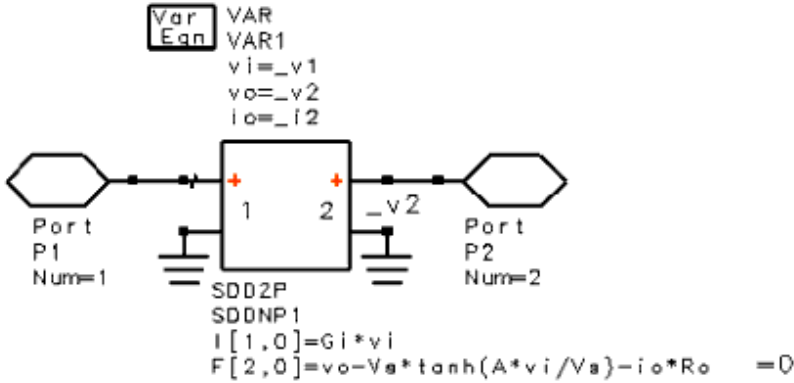 Var VAR
Eqn VAR1
vi=_v1
vo=_v2
io=_i2
1 2 _v2
Port
P1
Num=1
Port
P2
Num=2
SDD2P
SDDNP1
I[1,0]=Gi*vi
F[2,0]=vo-Vs*tanh(A*vi/Vs)-io*Ro =0